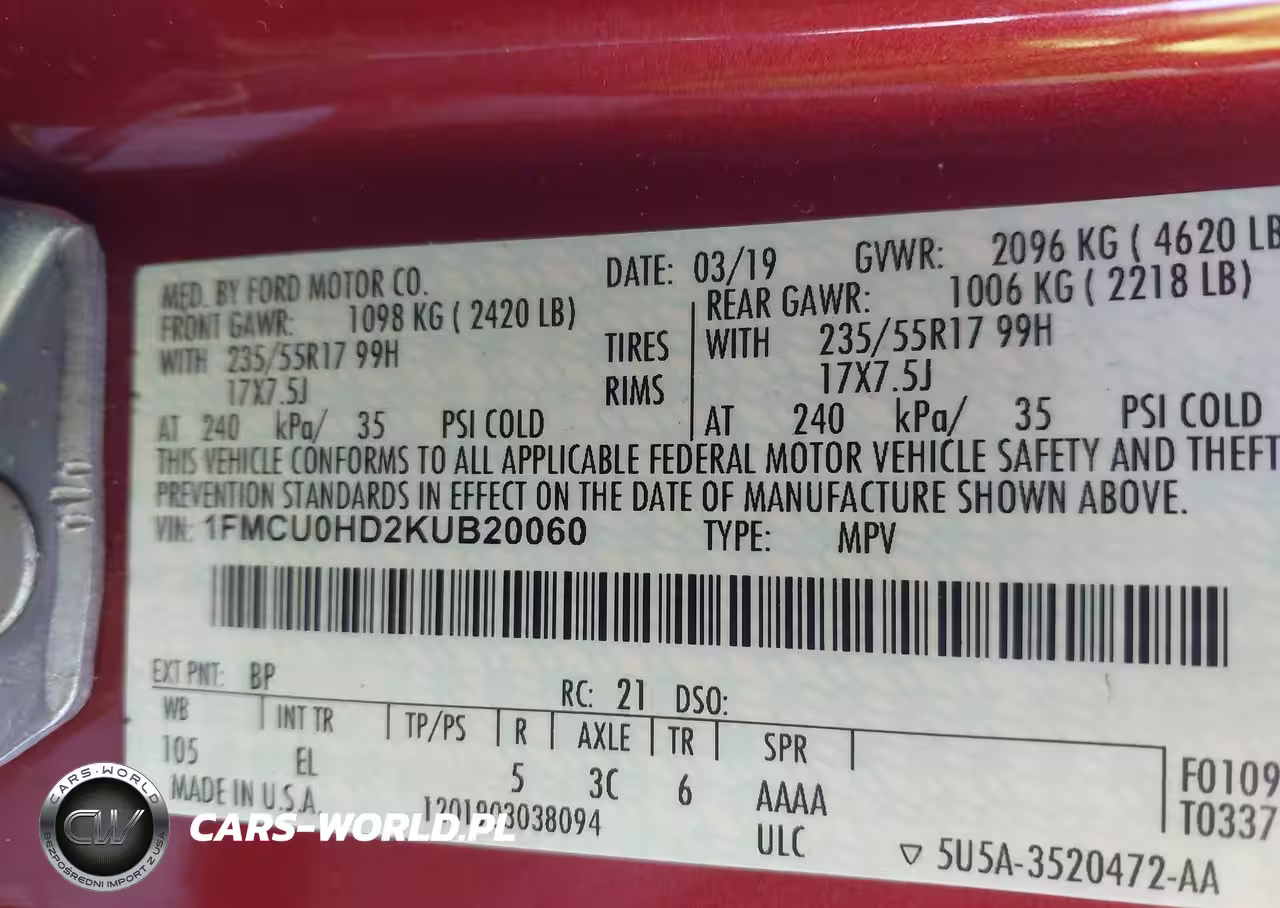 MFD. BY FORD MOTOR CO. DATE: 03/19 GVWR: 2096 KG ( 4620 LB
FRONT GAWR: 1098 KG ( 2420 LB) REAR GAWR: 1006 KG ( 2218 LB)
WITH 235/55R17 99H TIRES WITH 235/55R17 99H
17X7.5J RIMS 17X7.5J
AT 240 kPa/ 35 PSI COLD AT 240 kPa/ 35 PSI COLD
THIS VEHICLE CONFORMS TO ALL APPLICABLE FEDERAL MOTOR VEHICLE SAFETY AND THEFT
PREVENTION STANDARDS IN EFFECT ON THE DATE OF MANUFACTURE SHOWN ABOVE.
VIN: 1FMCU0HD2KUB20060 TYPE: MPV
EXT PNT: BP RC: 21 DSO:
WB INT TR TP/PS R AXLE TR SPR
105 EL 5 3C 6 AAAA F0109
MADE IN U.S.A. 1201903038094 ULC T0337
5U5A-3520472-AA
CARS-WORLD
CW
BEZPOŚREDNI IMPORT Z USA
CARS-WORLD.PL